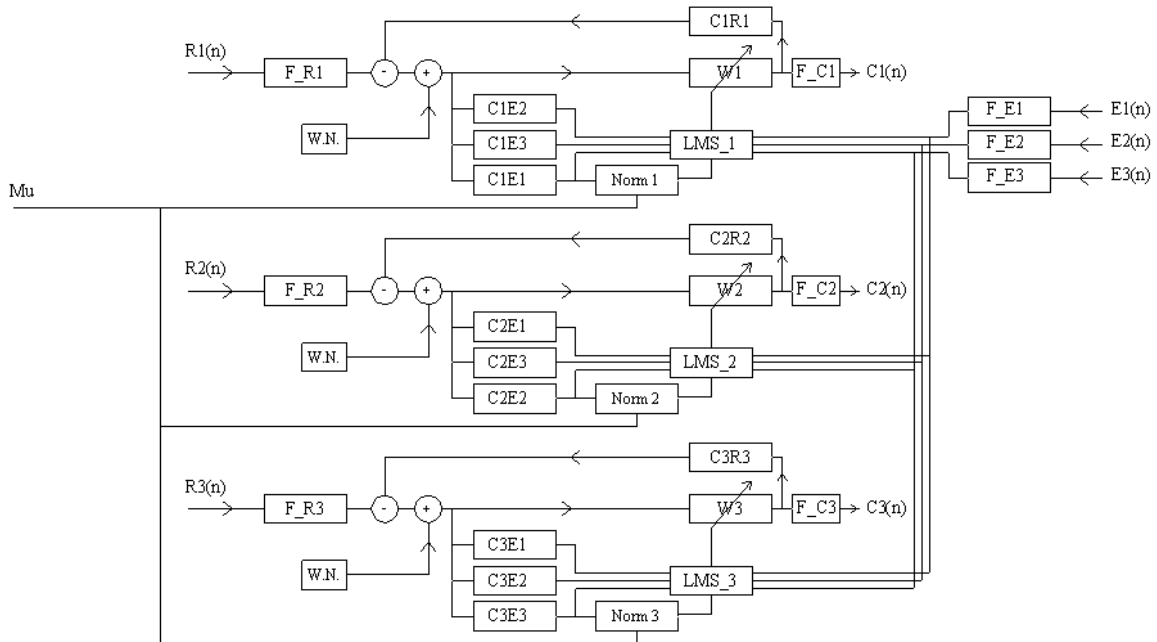 C1R1
R1(n)
F_R1
-
+
W1
F_C1
C1(n)
W.N.
C1E2
C1E3
C1E1
LMS_1
Norm 1
F_E1
E1(n)
F_E2
E2(n)
F_E3
E3(n)
Mu
C2R2
R2(n)
F_R2
-
+
W2
F_C2
C2(n)
W.N.
C2E1
C2E3
C2E2
LMS_2
Norm 2
C3R3
R3(n)
F_R3
-
+
W3
F_C3
C3(n)
W.N.
C3E1
C3E2
C3E3
LMS_3
Norm 3